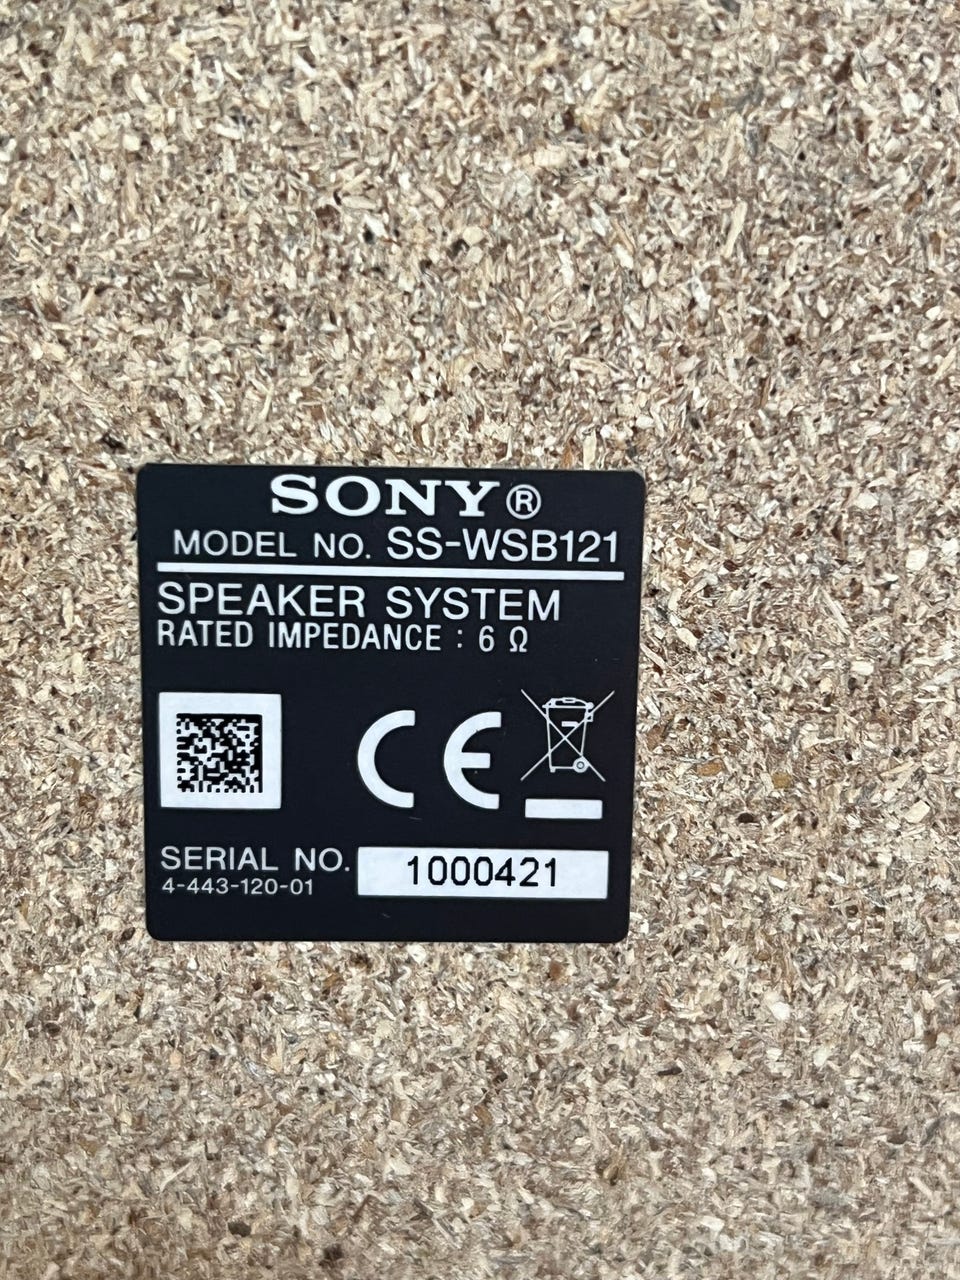 SONY®
MODEL NO. SS-WSB121
SPEAKER SYSTEM
RATED IMPEDANCE : 6 Ω
CE
SERIAL NO. 1000421
4-443-120-01